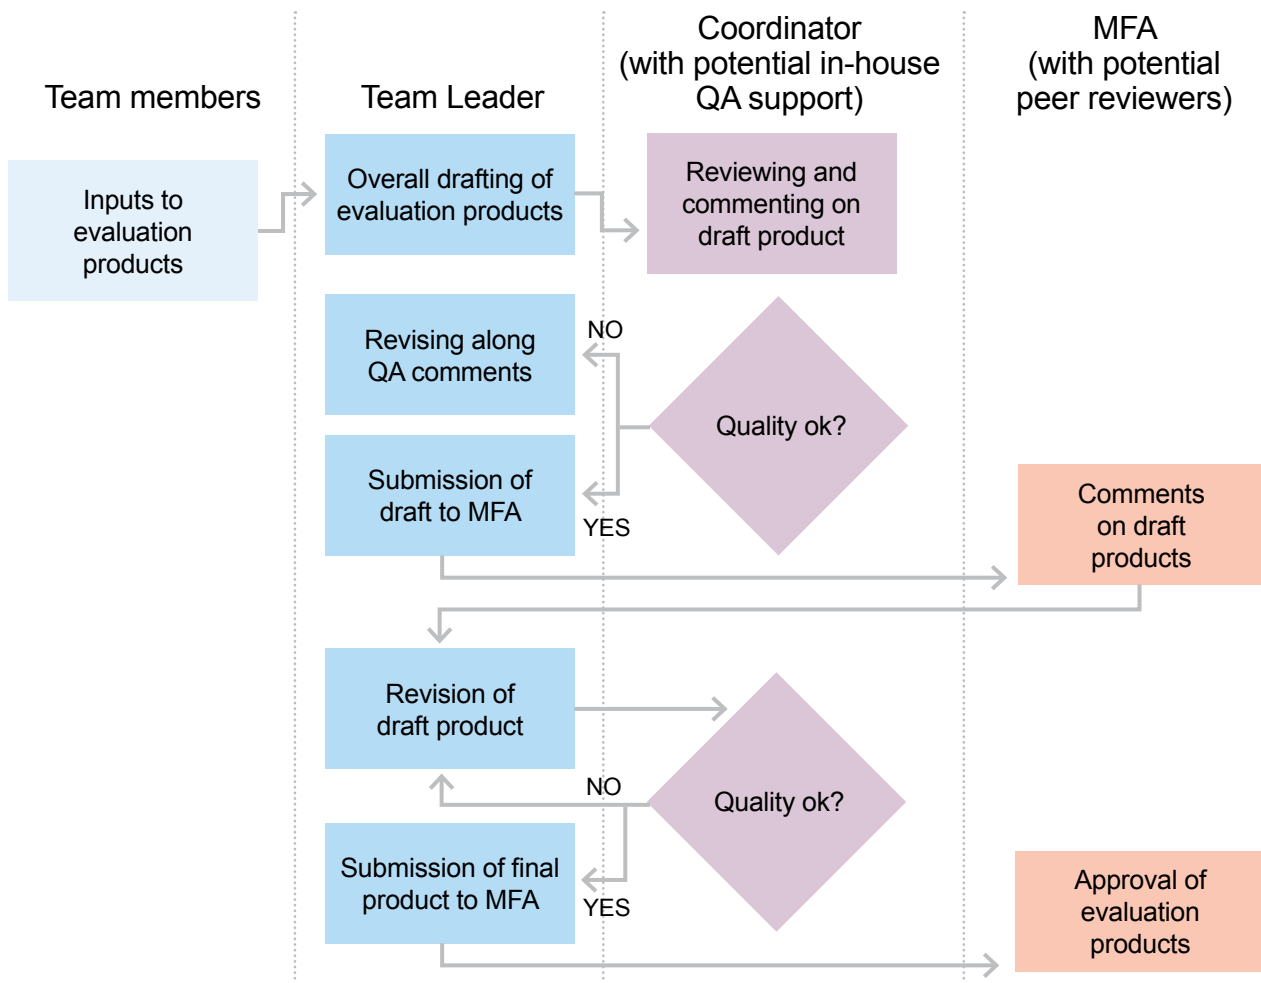 Team members
Team Leader
Coordinator
(with potential in-house
QA support)
MFA
(with potential
peer reviewers)
Inputs to
evaluation
products
Overall drafting of
evaluation products
Reviewing and
commenting on
draft product
Revising along
QA comments
NO
Quality ok?
Submission of
draft to MFA
YES
Comments
on draft
products
Revision of
draft product
NO
Quality ok?
Submission of final
product to MFA
YES
Approval of
evaluation
products